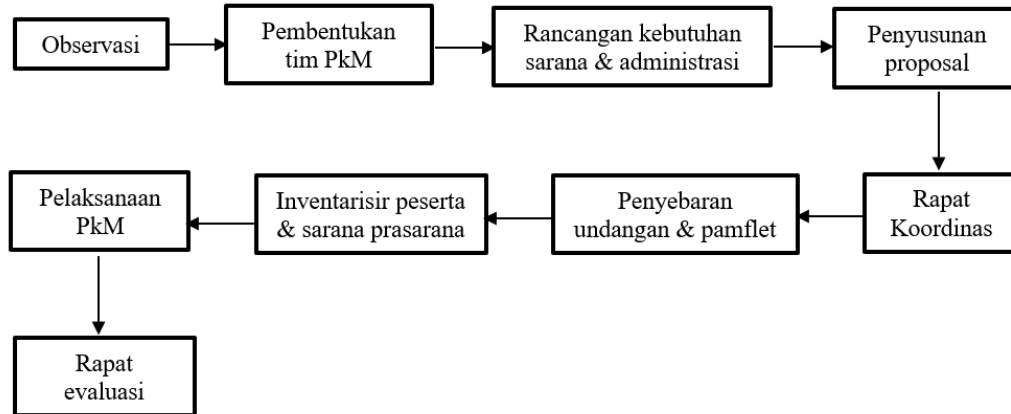 Observasi
Pembentukan
tim PkM
Rancangan kebutuhan
sarana & administrasi
Penyusunan
proposal
Rapat
Koordinas
Penyebaran
undangan & pamflet
Inventarisir peserta
& sarana prasarana
Pelaksanaan
PkM
Rapat
evaluasi